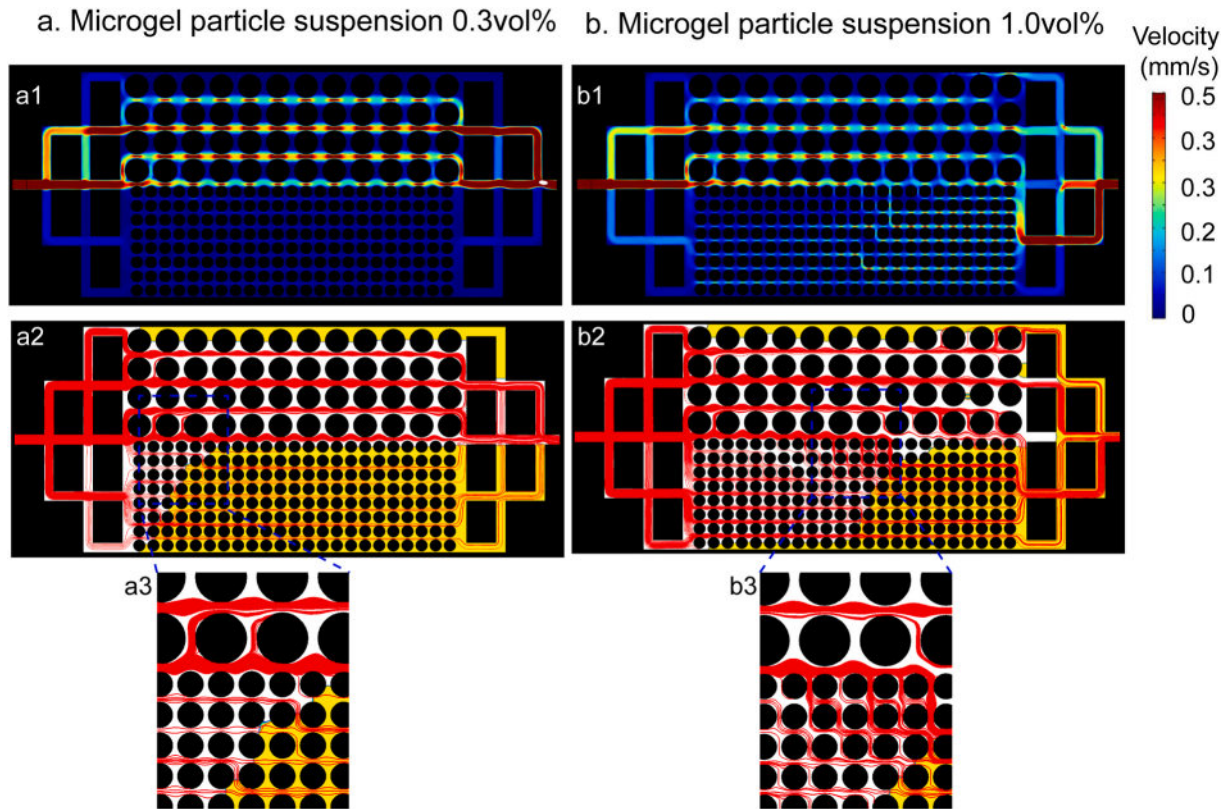 a. Microgel particle suspension 0.3vol%
b. Microgel particle suspension 1.0vol%
Velocity
(mm/s)
a1
b1
0.5
0.3
0.3
0.2
0.1
0
a2
b2
a3
b3